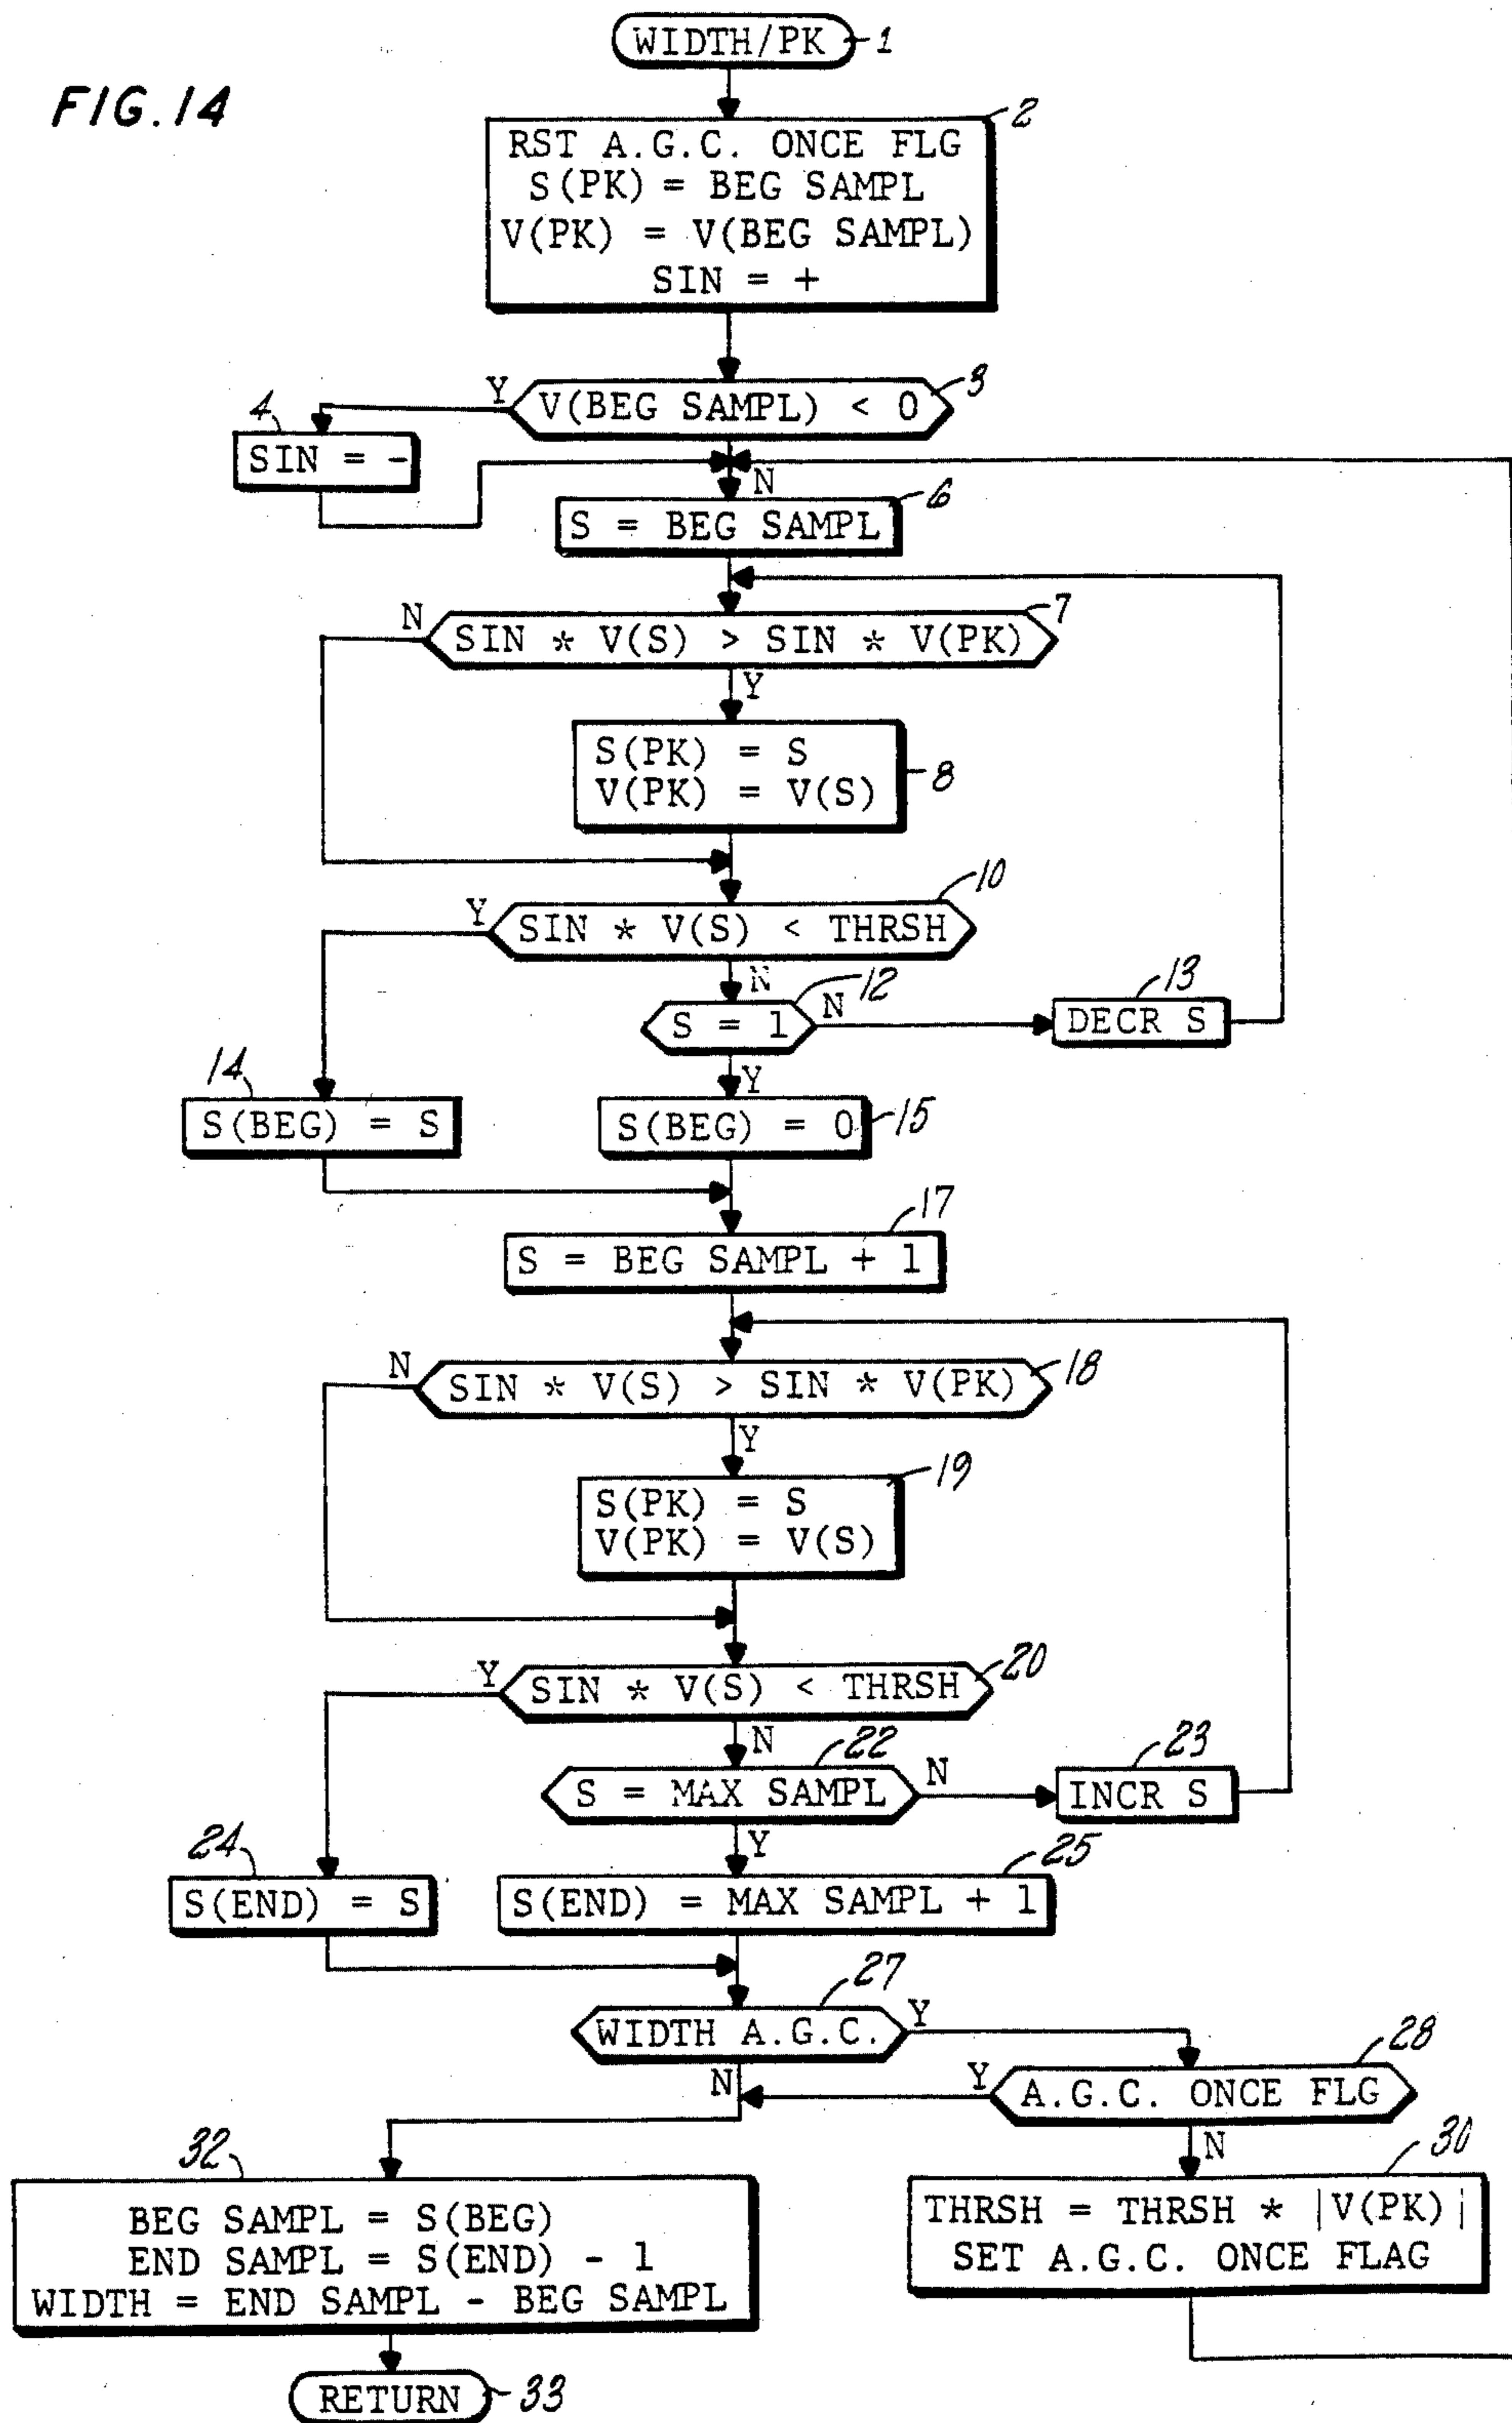 FIG. 14
WIDTH/PK 1
2
RST A.G.C. ONCE FLG
S(PK) = BEG SAMPL
V(PK) = V(BEG SAMPL)
SIN = +
Y V(BEG SAMPL) < 0 3
4
SIN = -
N
6
S = BEG SAMPL
N SIN * V(S) > SIN * V(PK) 7
Y
S(PK) = S
V(PK) = V(S)
8
10
Y SIN * V(S) < THRSH
N
12
S = 1 N
13
DECR S
Y
14
S(BEG) = S
S(BEG) = 0 15
17
S = BEG SAMPL + 1
N SIN * V(S) > SIN * V(PK) 18
Y
19
S(PK) = S
V(PK) = V(S)
Y SIN * V(S) < THRSH 20
N
22
S = MAX SAMPL N
23
INCR S
Y
24
S(END) = S
25
S(END) = MAX SAMPL + 1
27
WIDTH A.G.C. Y
N
28
Y A.G.C. ONCE FLG
N
30
THRSH = THRSH * |V(PK)|
SET A.G.C. ONCE FLAG
32
BEG SAMPL = S(BEG)
END SAMPL = S(END) - 1
WIDTH = END SAMPL - BEG SAMPL
RETURN 33